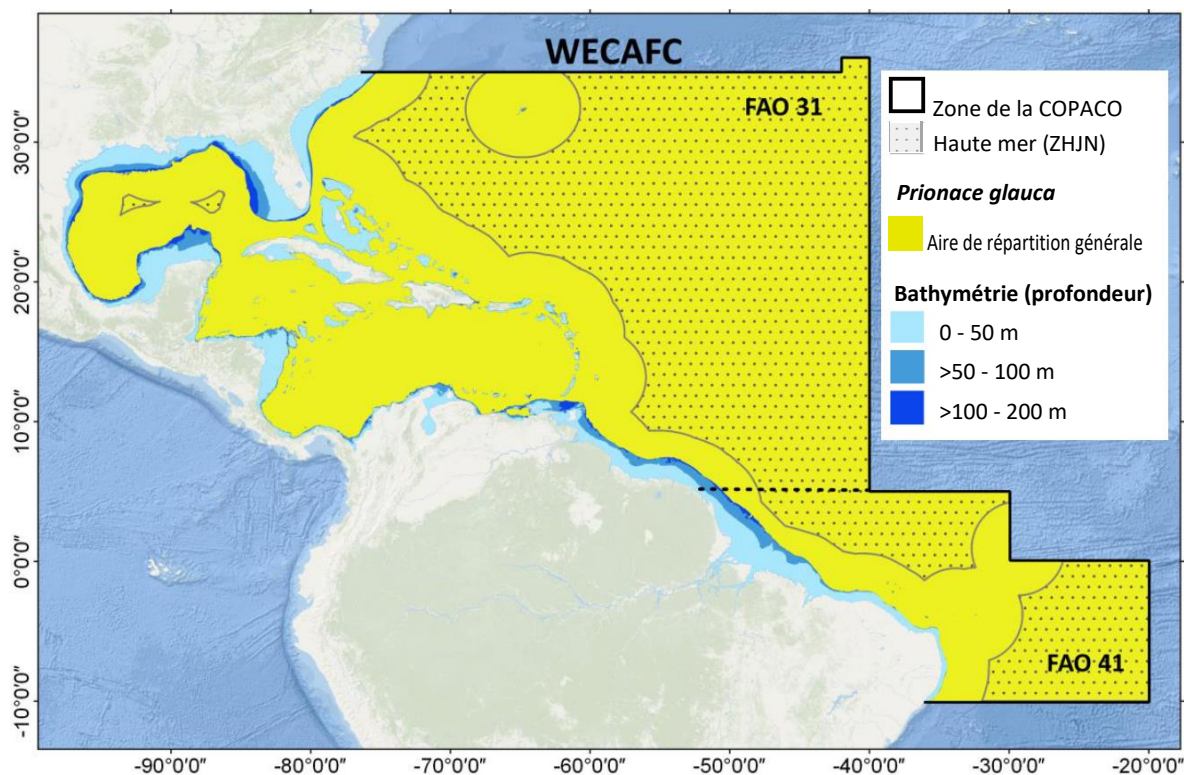 WECAFC
FAO 31
Zone de la COPACO
Haute mer (ZHJN)
Prionace glauca
Aire de répartition générale
Bathymétrie (profondeur)
0 - 50 m
>50 - 100 m
>100 - 200 m
FAO 41
30°0'0"
20°0'0"
10°0'0"
0°0'0"
-10°0'0"
-90°0'0"
-80°0'0"
-70°0'0"
-60°0'0"
-50°0'0"
-40°0'0"
-30°0'0"
-20°0'0"